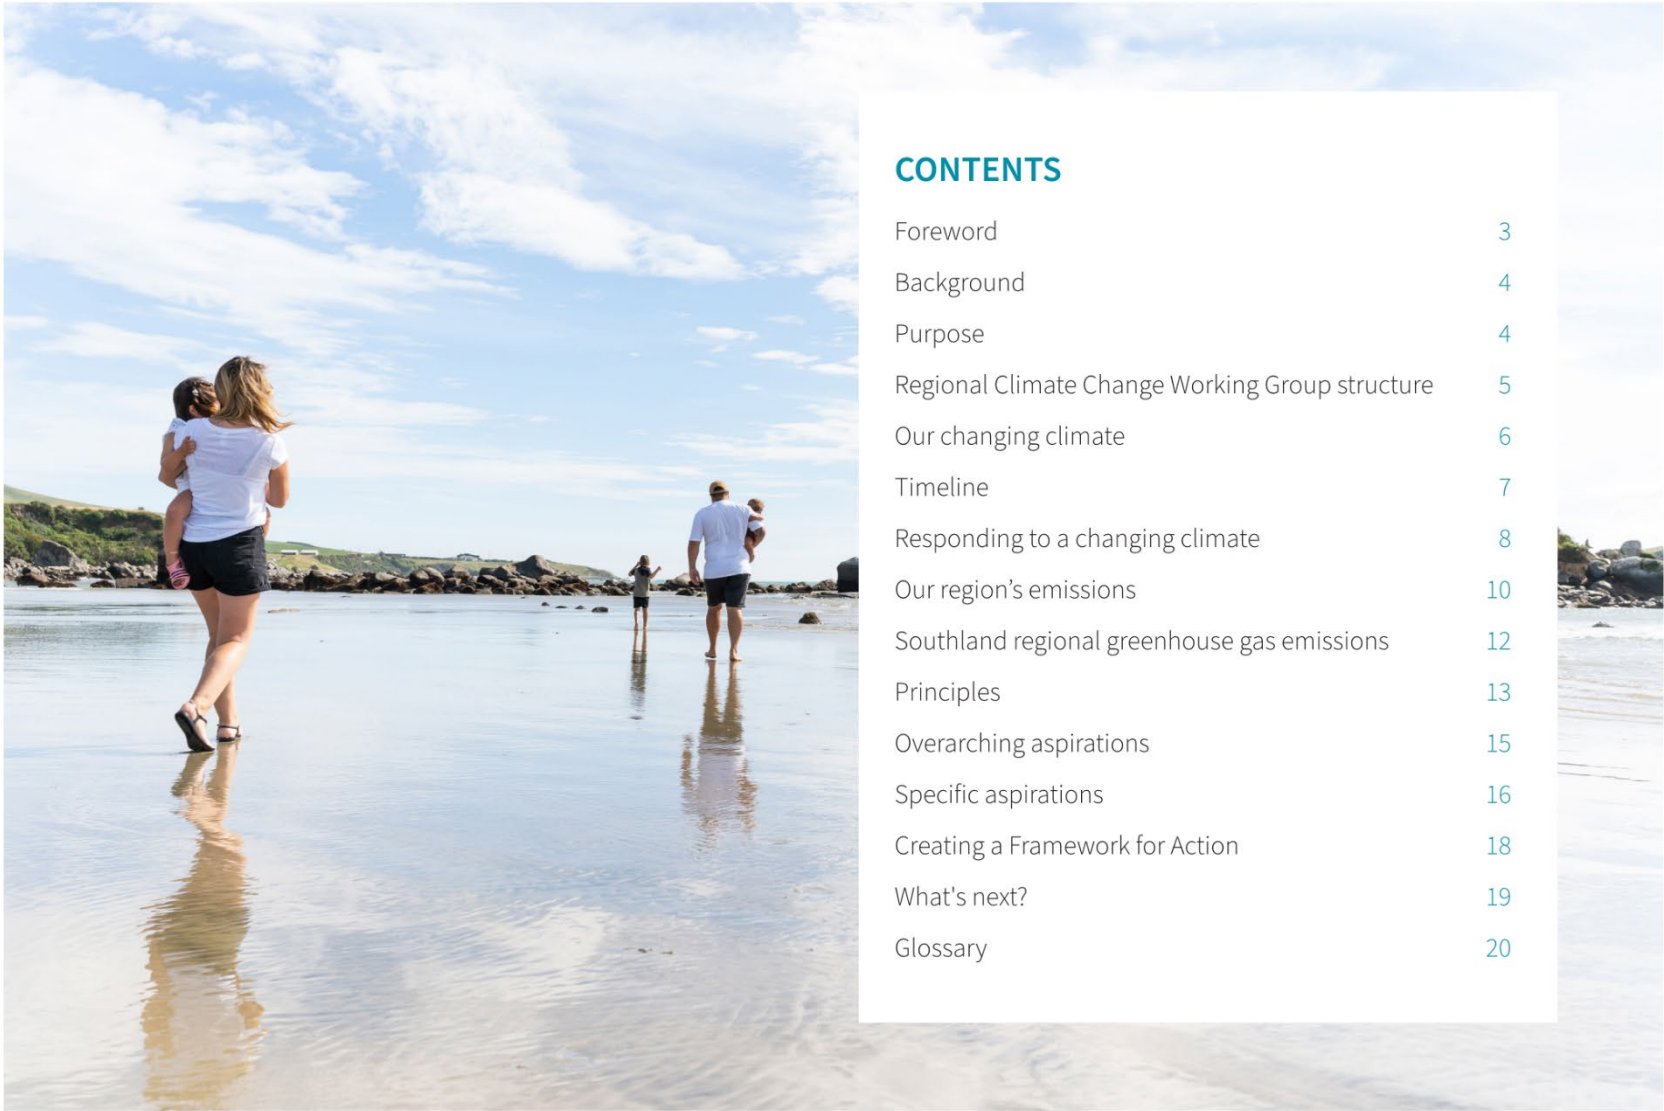 CONTENTS
Foreword 3
Background 4
Purpose 4
Regional Climate Change Working Group structure 5
Our changing climate 6
Timeline 7
Responding to a changing climate 8
Our region’s emissions 10
Southland regional greenhouse gas emissions 12
Principles 13
Overarching aspirations 15
Specific aspirations 16
Creating a Framework for Action 18
What's next? 19
Glossary 20